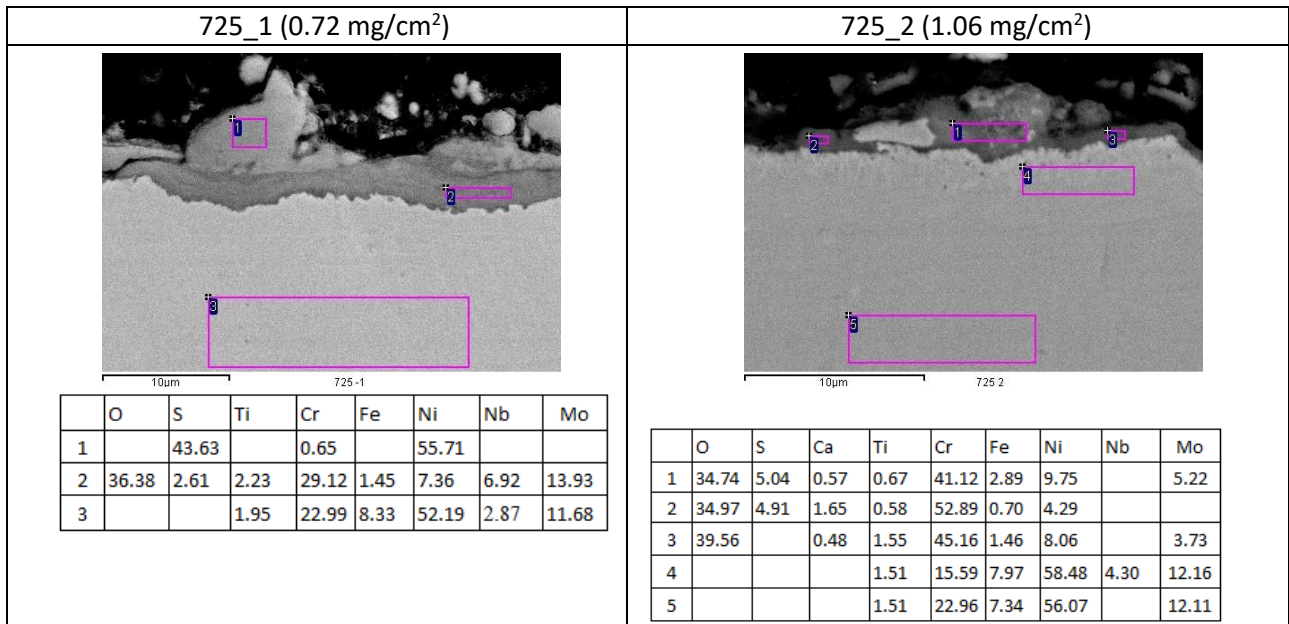 725_1 (0.72 mg/cm²)
725_2 (1.06 mg/cm²)
1
2
3
10µm 725-1
O S Ti Cr Fe Ni Nb Mo
1 43.63 0.65 55.71
2 36.38 2.61 2.23 29.12 1.45 7.36 6.92 13.93
3 1.95 22.99 8.33 52.19 2.87 11.68
1
2
3
4
5
10µm 725 2
O S Ca Ti Cr Fe Ni Nb Mo
1 34.74 5.04 0.57 0.67 41.12 2.89 9.75 5.22
2 34.97 4.91 1.65 0.58 52.89 0.70 4.29
3 39.56 0.48 1.55 45.16 1.46 8.06 3.73
4 1.51 15.59 7.97 58.48 4.30 12.16
5 1.51 22.96 7.34 56.07 12.11